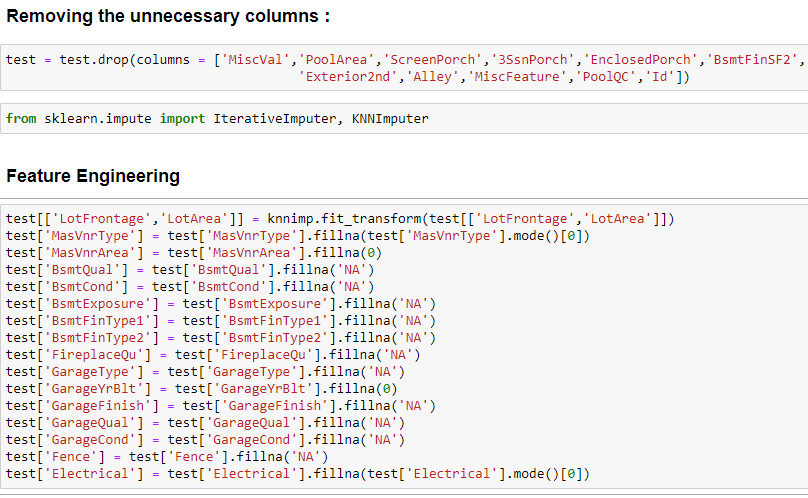 Removing the unnecessary columns :
test = test.drop(columns = ['MiscVal','PoolArea','ScreenPorch','3SsnPorch','EnclosedPorch','BsmtFinSF2',
'Exterior2nd','Alley','MiscFeature','PoolQC','Id'])
from sklearn.impute import IterativeImputer, KNNImputer
Feature Engineering
test[['LotFrontage','LotArea']] = knnimp.fit_transform(test[['LotFrontage','LotArea']])
test['MasVnrType'] = test['MasVnrType'].fillna(test['MasVnrType'].mode()[0])
test['MasVnrArea'] = test['MasVnrArea'].fillna(0)
test['BsmtQual'] = test['BsmtQual'].fillna('NA')
test['BsmtCond'] = test['BsmtCond'].fillna('NA')
test['BsmtExposure'] = test['BsmtExposure'].fillna('NA')
test['BsmtFinType1'] = test['BsmtFinType1'].fillna('NA')
test['BsmtFinType2'] = test['BsmtFinType2'].fillna('NA')
test['FireplaceQu'] = test['FireplaceQu'].fillna('NA')
test['GarageType'] = test['GarageType'].fillna('NA')
test['GarageYrBlt'] = test['GarageYrBlt'].fillna(0)
test['GarageFinish'] = test['GarageFinish'].fillna('NA')
test['GarageQual'] = test['GarageQual'].fillna('NA')
test['GarageCond'] = test['GarageCond'].fillna('NA')
test['Fence'] = test['Fence'].fillna('NA')
test['Electrical'] = test['Electrical'].fillna(test['Electrical'].mode()[0])